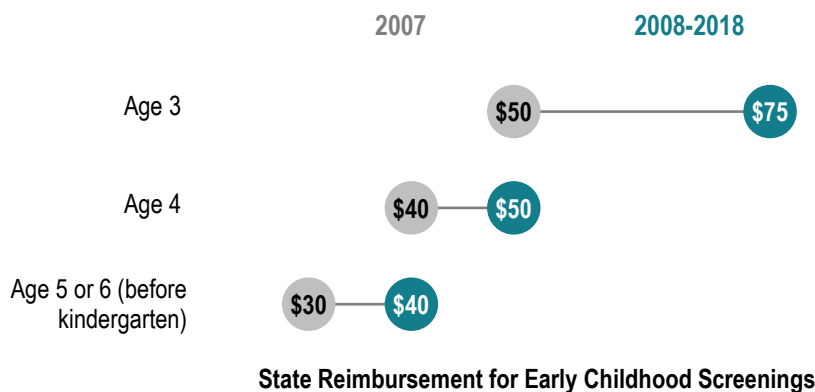 2007 2008-2018
Age 3 $50 $75
Age 4 $40 $50
Age 5 or 6 (before
kindergarten) $30 $40
State Reimbursement for Early Childhood Screenings